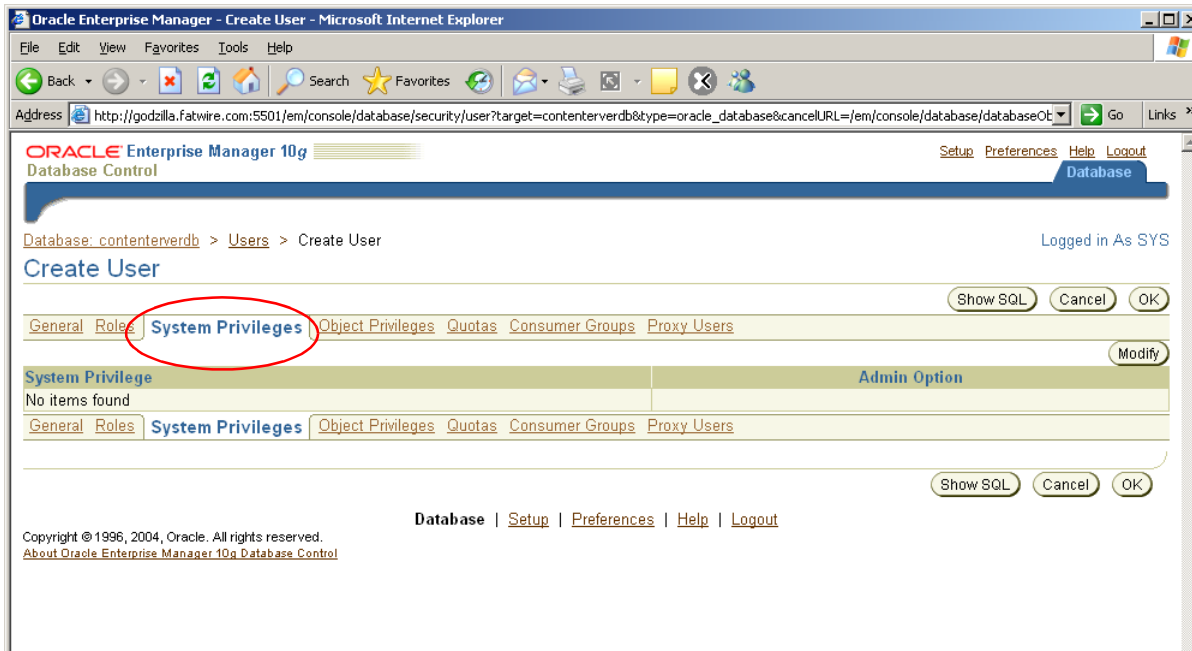 Oracle Enterprise Manager - Create User - Microsoft Internet Explorer
File Edit View Favorites Tools Help
Back Search Favorites
Address http://godzilla.fatwire.com:5501/em/console/database/security/user?target=contenterverdb&type=oracle_database&cancelURL=/em/console/database/databaseOb Go Links »
ORACLE Enterprise Manager 10g
Setup Preferences Help Logout
Database Control
Database
Database: contenterverdb > Users > Create User
Logged in As SYS
Create User
Show SQL Cancel OK
General Roles System Privileges Object Privileges Quotas Consumer Groups Proxy Users
Modify
System Privilege Admin Option
No items found
General Roles System Privileges Object Privileges Quotas Consumer Groups Proxy Users
Show SQL Cancel OK
Database | Setup | Preferences | Help | Logout
Copyright © 1996, 2004, Oracle. All rights reserved.
About Oracle Enterprise Manager 10g Database Control